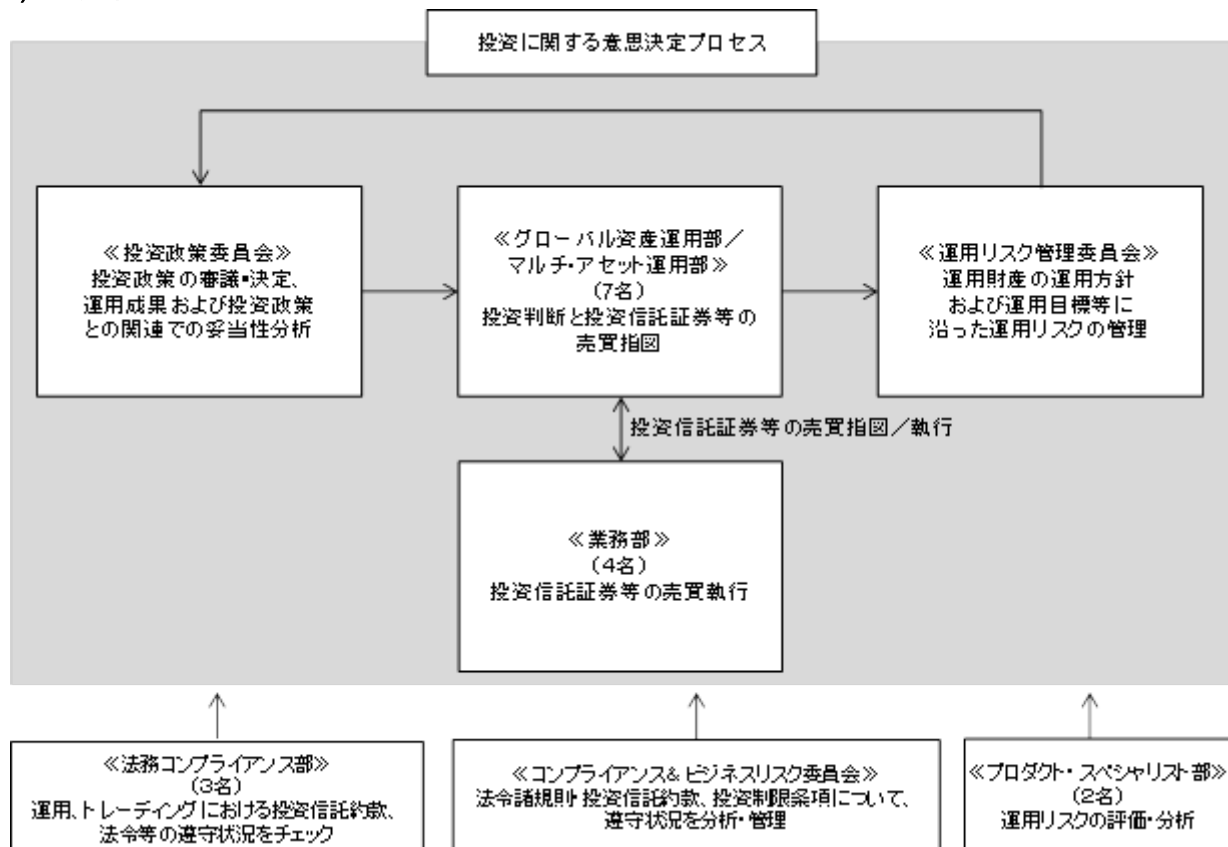 投資に関する意思決定プロセス
≪投資政策委員会≫
投資政策の審議・決定、
運用成果および投資政策
との関連での妥当性分析
≪グローバル資産運用部／
マルチ・アセット運用部≫
(7名)
投資判断と投資信託証券等の
売買指図
≪運用リスク管理委員会≫
運用財産の運用方針
および運用目標等に
沿った運用リスクの管理
投資信託証券等の売買指図／執行
≪業務部≫
(4名)
投資信託証券等の売買執行
≪法務コンプライアンス部≫
(3名)
運用、トレーディングにおける投資信託約款、
法令等の遵守状況をチェック
≪コンプライアンス&ビジネスリスク委員会≫
法令諸規則・投資信託約款、投資制限条項について、
遵守状況を分析・管理
≪プロダクト・スペシャリスト部≫
(2名)
運用リスクの評価・分析